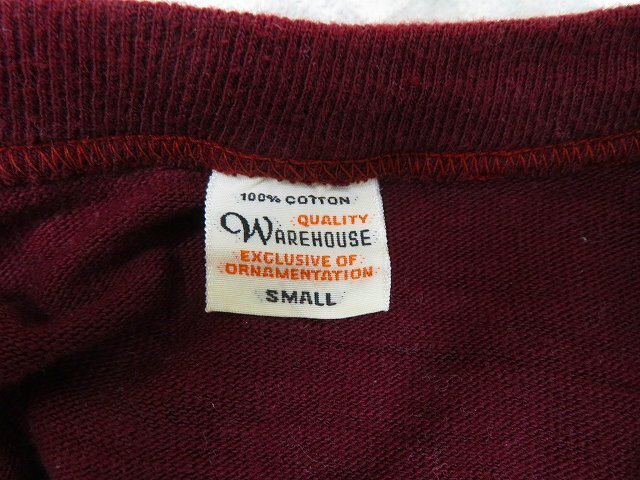 100% COTTON
QUALITY
WAREHOUSE
EXCLUSIVE OF
ORNAMENTATION
SMALL